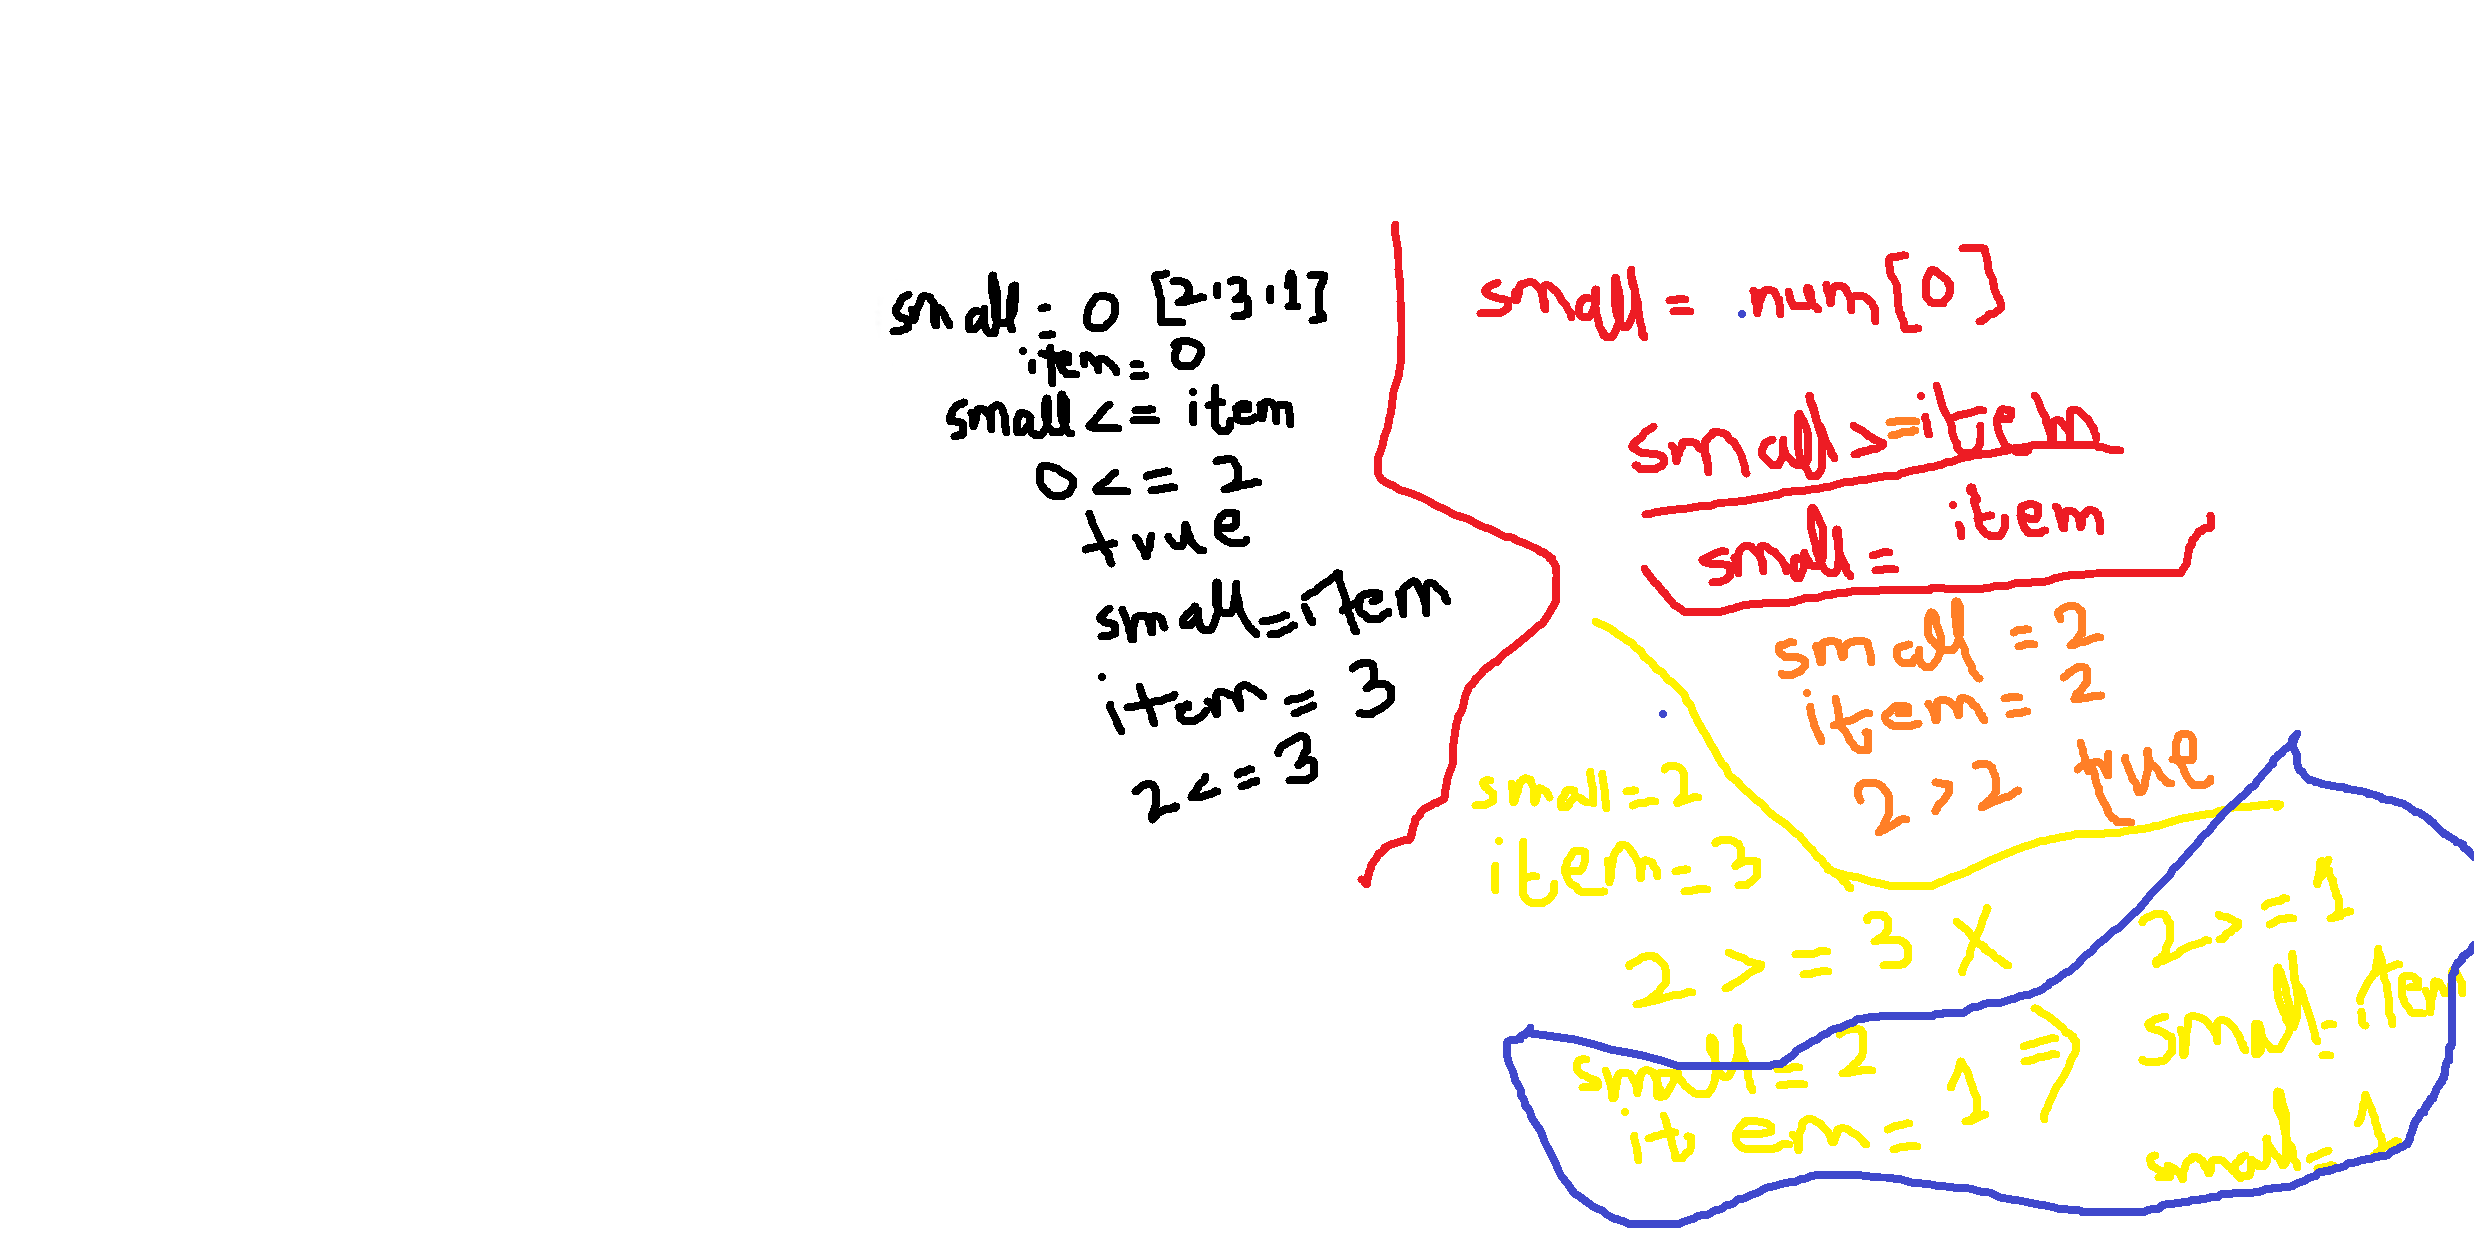 small = 0 [2,3,1]
item = 0
small <= item
0 <= 2
true
small = item
item = 3
2 <= 3
small = num[0]
small >= item
small = item
small = 2
item = 2
2 > 2 true
small = 2
item = 3
2 >= 3 X
small = 2
item = 1 =>
2 >= 1
small = item
small = 1